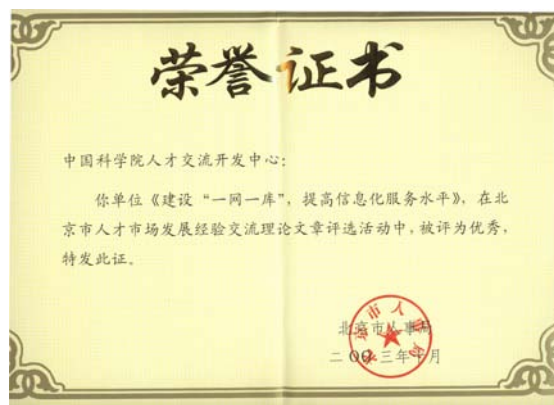 荣誉证书
中国科学院人才交流开发中心:
你单位《建设“一网一库”,提高信息化服务水平》,在北
京市人才市场发展经验交流理论文章评选活动中,被评为优秀,
特发此证。
北京市人事局
二〇〇三年十月